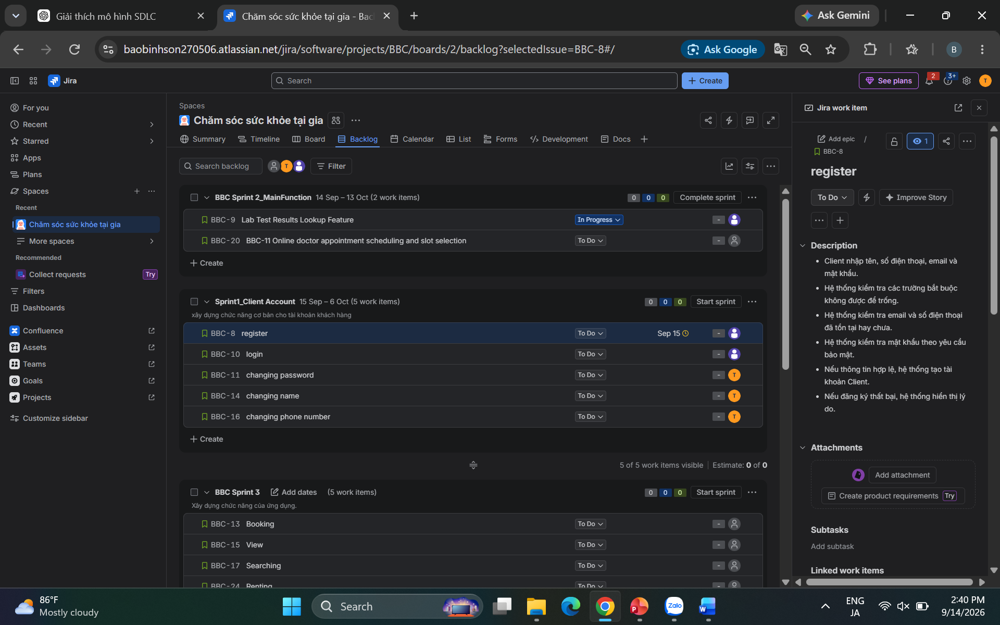 Giải thích mô hình SDLC
Chăm sóc sức khỏe tại gia - Bac
Ask Gemini
baobinhson270506.atlassian.net/jira/software/projects/BBC/boards/2/backlog?selectedIssue=BBC-8#/
Ask Google
B
Jira
Search
Create
See plans
2
3+
T
For you
Recent
Starred
Apps
Plans
Spaces
Recent
Chăm sóc sức khỏe tại gia
More spaces
Recommended
Collect requests
Try
Filters
Dashboards
Confluence
Assets
Teams
Goals
Projects
Customize sidebar
Spaces
Chăm sóc sức khỏe tại gia
Summary
Timeline
Board
Backlog
Calendar
List
Forms
Development
Docs
Search backlog
T
Filter
BBC Sprint 2_MainFunction 14 Sep – 13 Oct (2 work items)
0 0 0
Complete sprint
BBC-9 Lab Test Results Lookup Feature
In Progress
-
BBC-20 BBC-11 Online doctor appointment scheduling and slot selection
To Do
-
Create
Sprint1_Client Account 15 Sep – 6 Oct (5 work items)
0 0 0
Start sprint
xây dựng chức năng cơ bản cho tài khoản khách hàng
BBC-8 register
To Do
Sep 15
-
BBC-10 login
To Do
-
BBC-11 changing password
To Do
-
T
BBC-14 changing name
To Do
-
T
BBC-16 changing phone number
To Do
-
T
Create
5 of 5 work items visible
Estimate: 0 of 0
BBC Sprint 3
Add dates
(5 work items)
0 0 0
Start sprint
Xây dựng chức năng của ứng dụng.
BBC-13 Booking
To Do
-
BBC-15 View
To Do
-
BBC-17 Searching
To Do
-
BBC-24 Renting
To Do
-
Jira work item
Add epic
/
BBC-8
1
register
To Do
Improve Story
Description
• Client nhập tên, số điện thoại, email và
mật khẩu.
• Hệ thống kiểm tra các trường bắt buộc
không được để trống.
• Hệ thống kiểm tra email và số điện thoại
đã tồn tại hay chưa.
• Hệ thống kiểm tra mật khẩu theo yêu cầu
bảo mật.
• Nếu thông tin hợp lệ, hệ thống tạo tài
khoản Client.
• Nếu đăng ký thất bại, hệ thống hiển thị lý
do.
Attachments
Add attachment
Create product requirements
Try
Subtasks
Add subtask
Linked work items
86°F
Mostly cloudy
Search
P
Zalo
W
ENG
JA
2:40 PM
9/14/2026